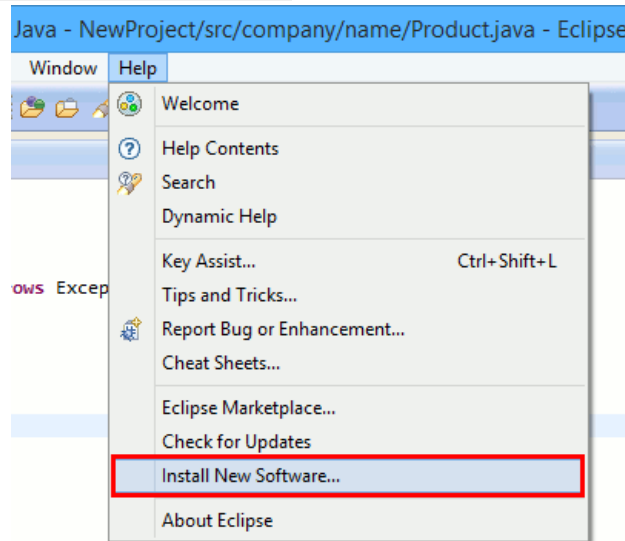 Java - NewProject/src/company/name/Product.java - Eclipse
Window Help
Welcome
Help Contents
Search
Dynamic Help
Key Assist... Ctrl+Shift+L
ows Excep
Tips and Tricks...
Report Bug or Enhancement...
Cheat Sheets...
Eclipse Marketplace...
Check for Updates
Install New Software...
About Eclipse